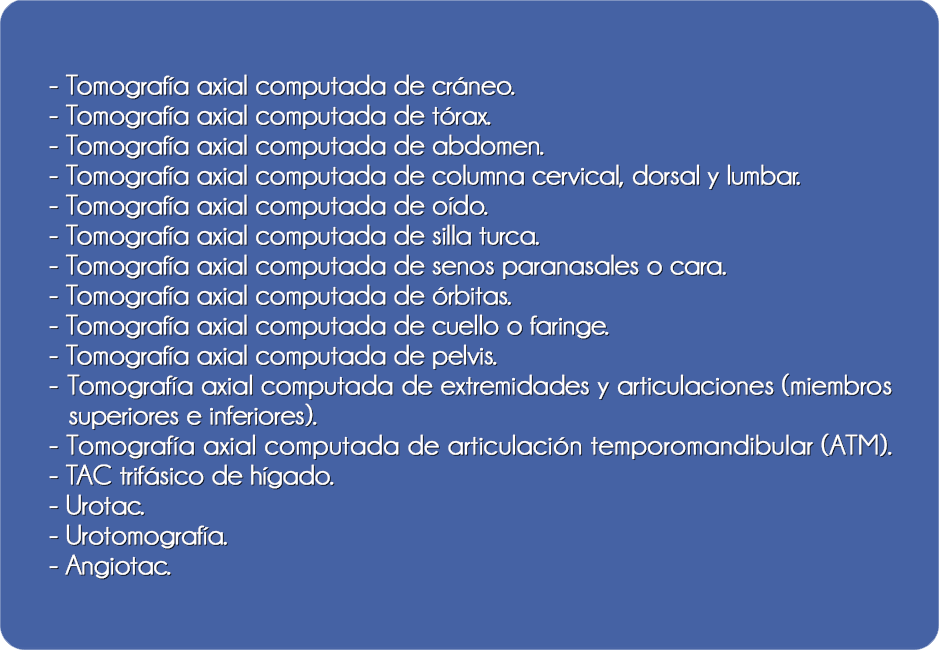 - Tomografía axial computada de cráneo.
- Tomografía axial computada de tórax.
- Tomografía axial computada de abdomen.
- Tomografía axial computada de columna cervical, dorsal y lumbar.
- Tomografía axial computada de oído.
- Tomografía axial computada de silla turca.
- Tomografía axial computada de senos paranasales o cara.
- Tomografía axial computada de órbitas.
- Tomografía axial computada de cuello o faringe.
- Tomografía axial computada de pelvis.
- Tomografía axial computada de extremidades y articulaciones (miembros
superiores e inferiores).
- Tomografía axial computada de articulación temporomandibular (ATM).
- TAC trifásico de hígado.
- Urotac.
- Urotomografía.
- Angiotac.